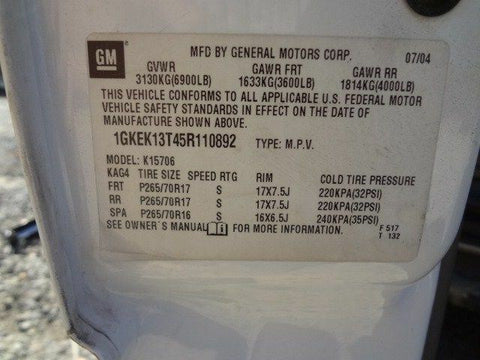 GM
MFD BY GENERAL MOTORS CORP. 07/04
GVWR GAWR FRT GAWR RR
3130KG(6900LB) 1633KG(3600LB) 1814KG(4000LB)
THIS VEHICLE CONFORMS TO ALL APPLICABLE U.S. FEDERAL MOTOR
VEHICLE SAFETY STANDARDS IN EFFECT ON THE DATE OF
MANUFACTURE SHOWN ABOVE.
1GKEK13T45R110892 TYPE: M.P.V.
MODEL: K15706
KAG4 TIRE SIZE SPEED RTG RIM COLD TIRE PRESSURE
FRT P265/70R17 S 17X7.5J 220KPA(32PSI)
RR P265/70R17 S 17X7.5J 220KPA(32PSI)
SPA P265/70R16 S 16X6.5J 240KPA(35PSI)
SEE OWNER'S MANUAL FOR MORE INFORMATION. F 517
T 132